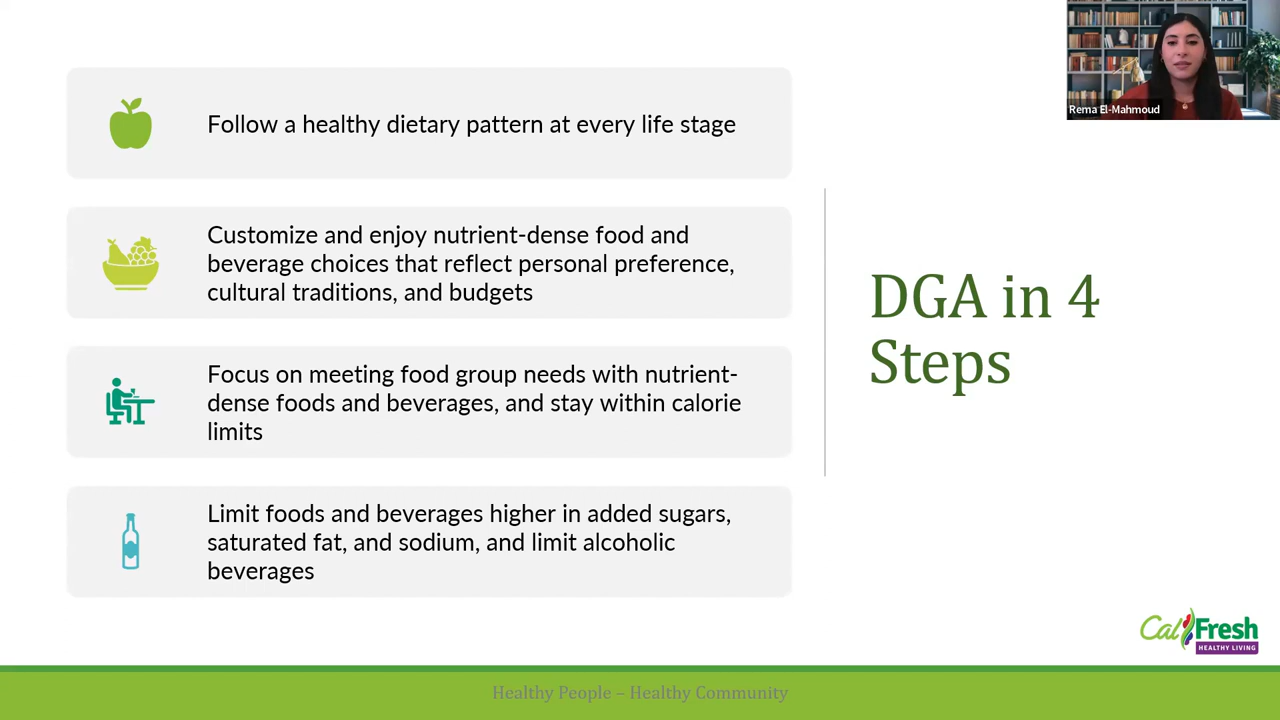 Follow a healthy dietary pattern at every life stage
Customize and enjoy nutrient-dense food and
beverage choices that reflect personal preference,
cultural traditions, and budgets
Focus on meeting food group needs with nutrient-
dense foods and beverages, and stay within calorie
limits
Limit foods and beverages higher in added sugars,
saturated fat, and sodium, and limit alcoholic
beverages
DGA in 4
Steps
Rema El-Mahmoud
CalFresh
HEALTHY LIVING
Healthy People – Healthy Community